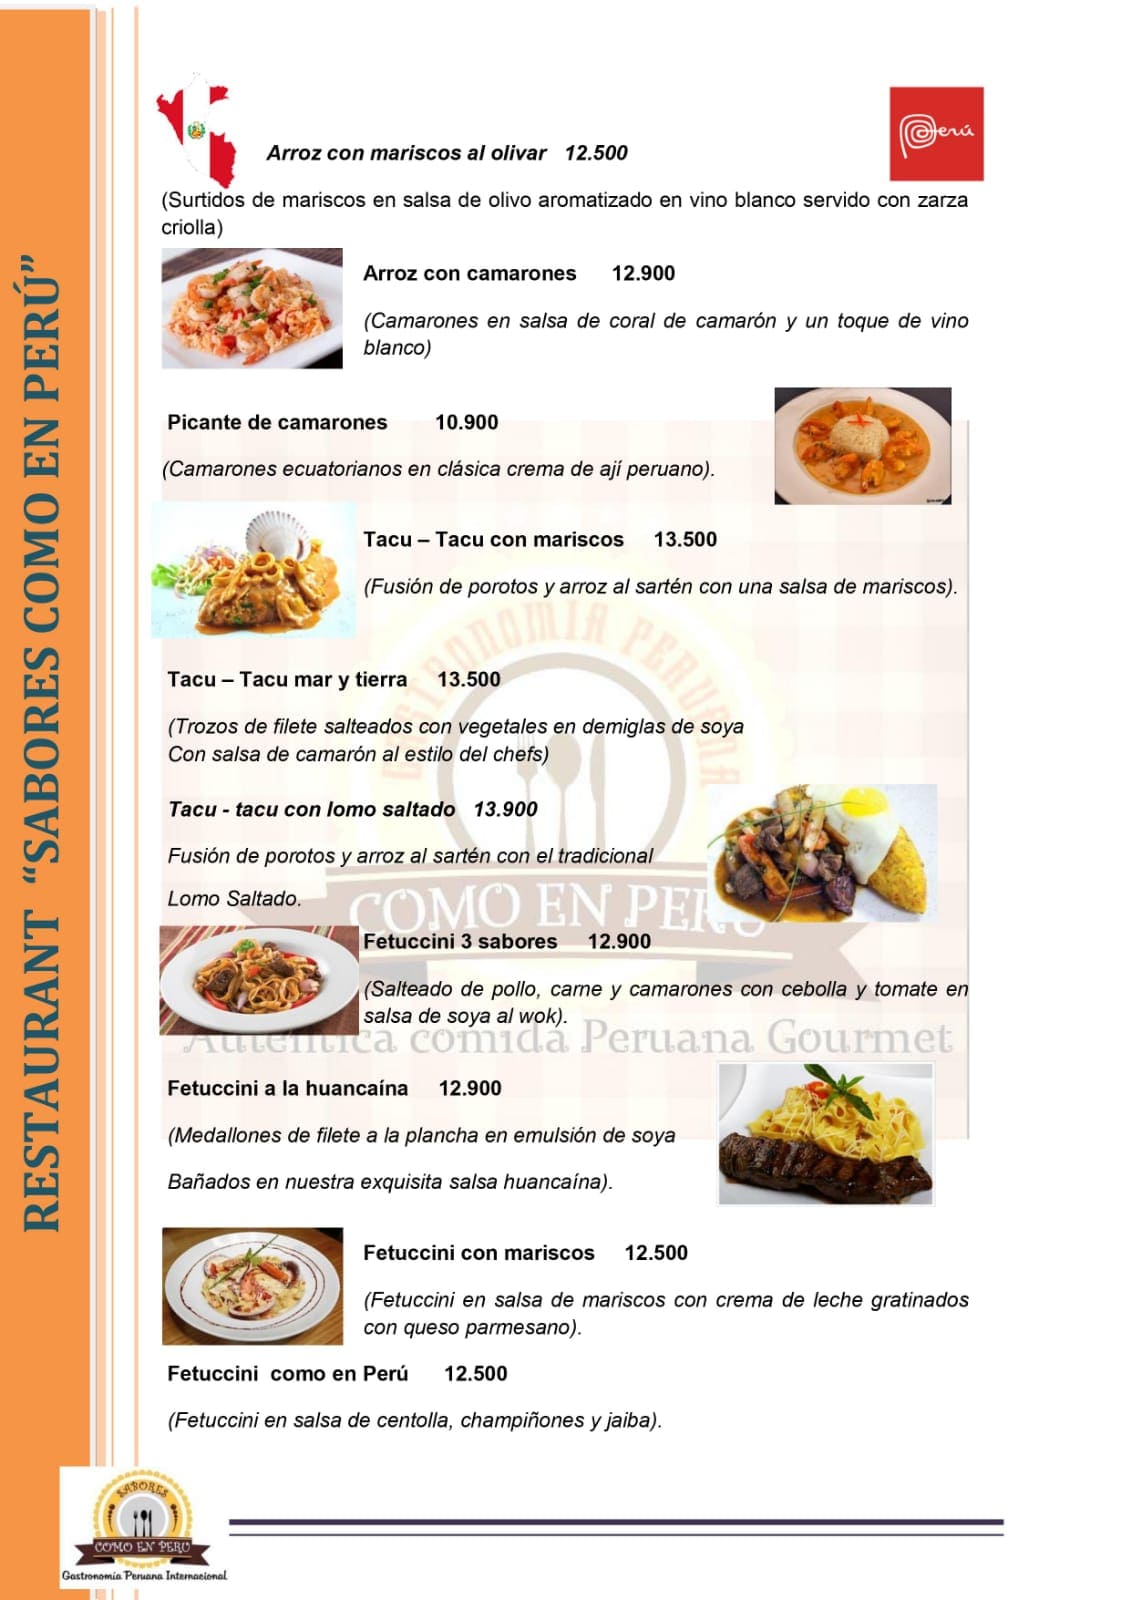 RESTAURANT “SABORES COMO EN PERÚ”
Perú
Arroz con mariscos al olivar 12.500
(Surtidos de mariscos en salsa de olivo aromatizado en vino blanco servido con zarza
criolla)
Arroz con camarones 12.900
(Camarones en salsa de coral de camarón y un toque de vino
blanco)
Picante de camarones 10.900
(Camarones ecuatorianos en clásica crema de ají peruano).
Tacu – Tacu con mariscos 13.500
(Fusión de porotos y arroz al sartén con una salsa de mariscos).
GASTRONOMIA PERUANA
Tacu – Tacu mar y tierra 13.500
(Trozos de filete salteados con vegetales en demiglas de soya
Con salsa de camarón al estilo del chefs)
Tacu - tacu con lomo saltado 13.900
Fusión de porotos y arroz al sartén con el tradicional
Lomo Saltado.
COMO EN PERU
Fetuccini 3 sabores 12.900
(Salteado de pollo, carne y camarones con cebolla y tomate en
salsa de soya al wok).
Autentica comida Peruana Gourmet
Fetuccini a la huancaína 12.900
(Medallones de filete a la plancha en emulsión de soya
Bañados en nuestra exquisita salsa huancaína).
Fetuccini con mariscos 12.500
(Fetuccini en salsa de mariscos con crema de leche gratinados
con queso parmesano).
Fetuccini como en Perú 12.500
(Fetuccini en salsa de centolla, champiñones y jaiba).
SABORES
COMO EN PERU
Gastronomía Peruana Internacional